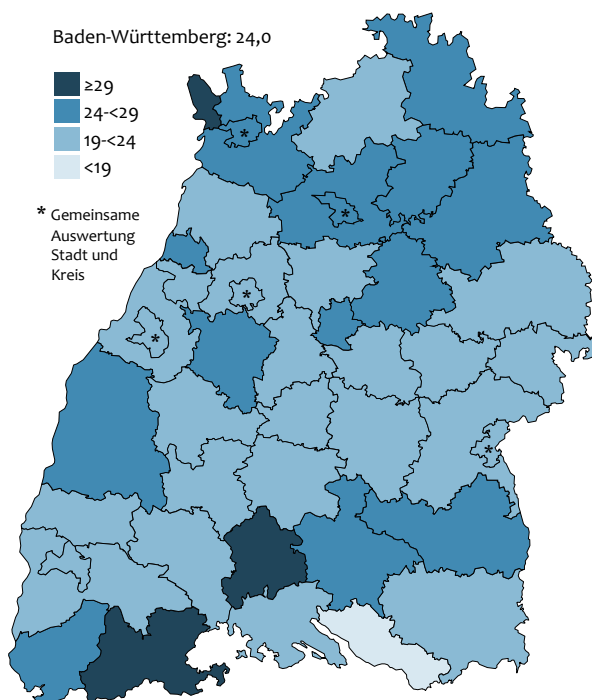 Baden-Württemberg: 24,0
≥29
24-<29
19-<24
<19
* Gemeinsame
Auswertung
Stadt und
Kreis
*
*
*
*
*